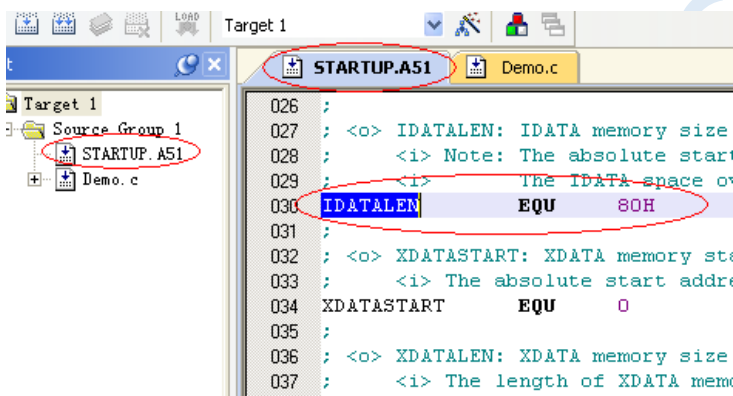 LOAD
Target 1
t
STARTUP.A51 Demo.c
Target 1
Source Group 1
STARTUP.A51
Demo.c
026 ;
027 ; <o> IDATALEN: IDATA memory size
028 ; <i> Note: The absolute start
029 ; <i> The IDATA space ov
030 IDATALEN EQU 80H
031 ;
032 ; <o> XDATASTART: XDATA memory sta
033 ; <i> The absolute start addre
034 XDATASTART EQU 0
035 ;
036 ; <o> XDATALEN: XDATA memory size
037 ; <i> The length of XDATA memo